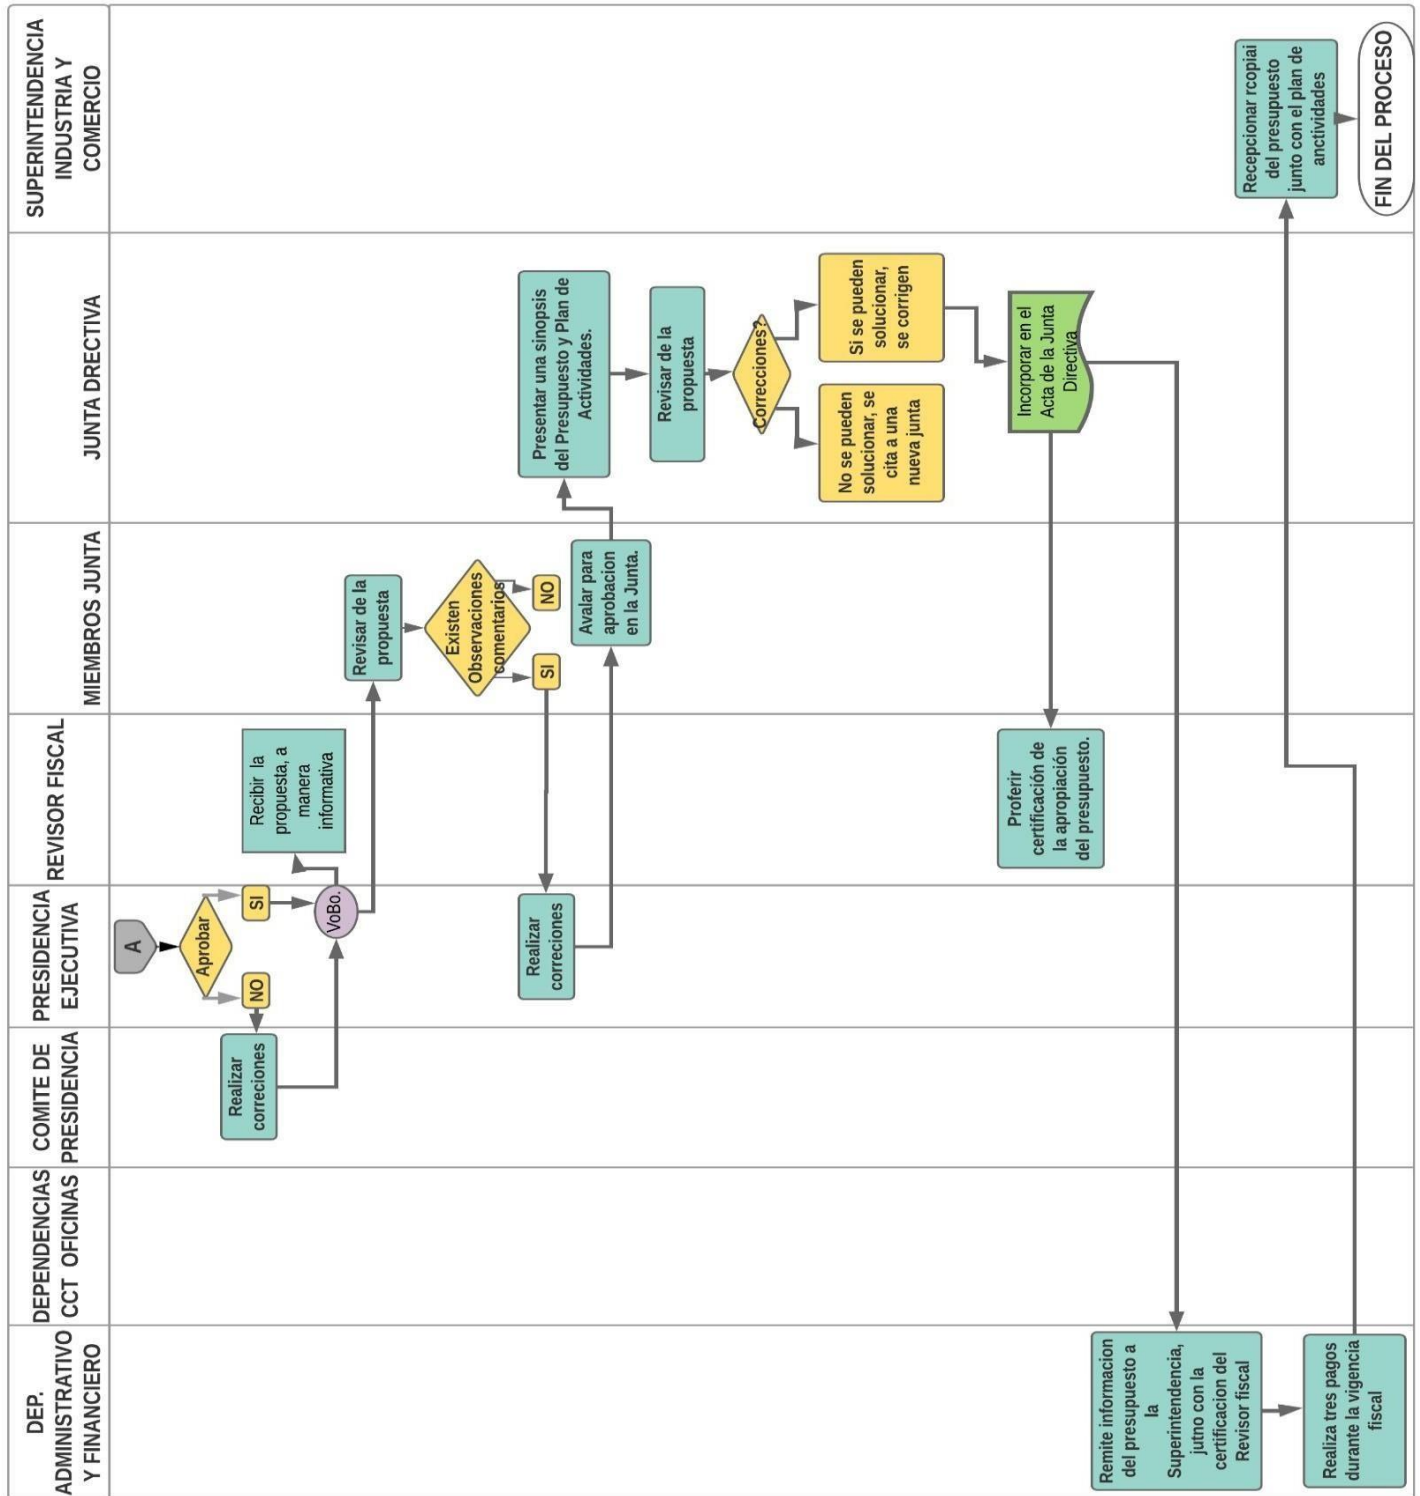 DEP.
ADMINISTRATIVO
Y FINANCIERO
DEPENDENCIAS
CCT OFICINAS
COMITE DE
PRESIDENCIA
PRESIDENCIA
EJECUTIVA
REVISOR FISCAL
MIEMBROS JUNTA
JUNTA DRECTIVA
SUPERINTENDENCIA
INDUSTRIA Y
COMERCIO
A
Aprobar
NO
SI
Realizar
correciones
VoBo.
Recibir la
propuesta, a
manera
informativa
Revisar de la
propuesta
Existen
Observaciones
comentarios
SI
NO
Realizar
correciones
Avalar para
aprobacion
en la Junta.
Presentar una sinopsis
del Presupuesto y Plan de
Actividades.
Revisar de la
propuesta
Correcciones?
No se pueden
solucionar, se
cita a una
nueva junta
Si se pueden
solucionar,
se corrigen
Incorporar en el
Acta de la Junta
Directiva
Proferir
certificación de
la apropiación
del presupuesto.
Remite informacion
del presupuesto a
la
Superintendencia,
jutno con la
certificacion del
Revisor fiscal
Realiza tres pagos
durante la vigencia
fiscal
Recepcionar rcopiai
del presupuesto
junto con el plan de
anctividades
FIN DEL PROCESO